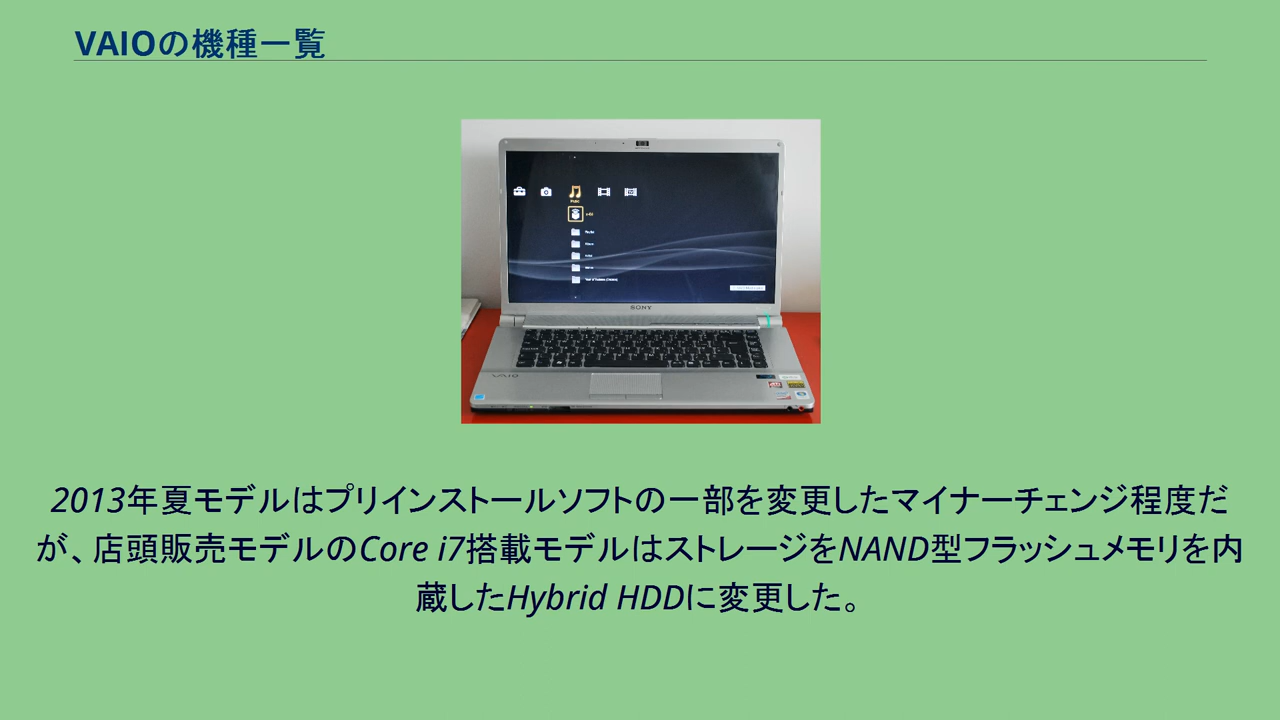 VAIOの機種一覧
Music
SONY
VAIO
2013年夏モデルはプリインストールソフトの一部を変更したマイナーチェンジ程度だ
が、店頭販売モデルのCore i7搭載モデルはストレージをNAND型フラッシュメモリを内
蔵したHybrid HDDに変更した。